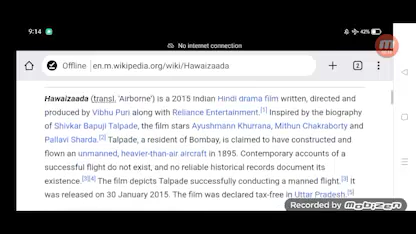 9:14
42%
No internet connection
Offline en.m.wikipedia.org/wiki/Hawaizaada
2
Hawaizaada (transl. 'Airborne') is a 2015 Indian Hindi drama film written, directed and
produced by Vibhu Puri along with Reliance Entertainment.[1] Inspired by the biography
of Shivkar Bapuji Talpade, the film stars Ayushmann Khurrana, Mithun Chakraborty and
Pallavi Sharda.[2] Talpade, a resident of Bombay, is claimed to have constructed and
flown an unmanned, heavier-than-air aircraft in 1895. Contemporary accounts of a
successful flight do not exist, and no reliable historical records document its
existence.[3][4] The film depicts Talpade successfully conducting a manned flight.[3] It
was released on 30 January 2015. The film was declared tax-free in Uttar Pradesh.[5]
Recorded by mobizen